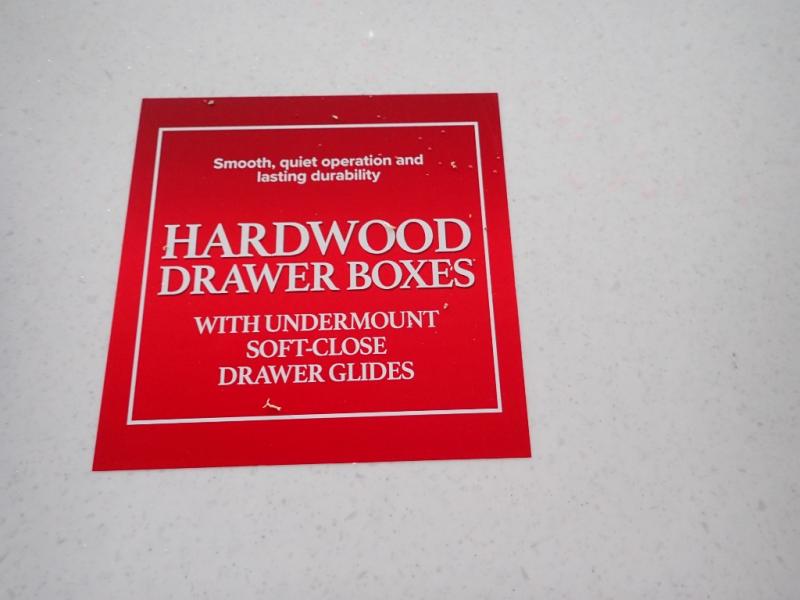 Smooth, quiet operation and
lasting durability
HARDWOOD
DRAWER BOXES
WITH UNDERMOUNT
SOFT-CLOSE
DRAWER GLIDES